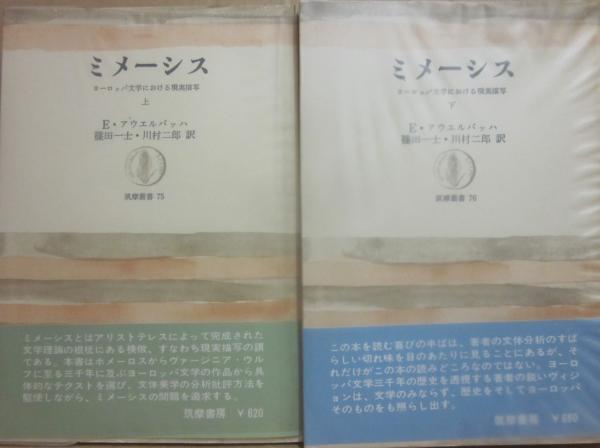 ミメーシス
ヨーロッパ文学における現実描写
上
E・アウエルバッハ
篠田一士・川村二郎 訳
筑摩叢書 75
ミメーシスとはアリストテレスによって完成された
文学理論の根柢にある模倣、すなわち現実描写の謂
である。本書はホメーロスからヴァージニア・ウル
フに至る三千年に及ぶヨーロッパ文学の作品から具
体的なテクストを選び、文体美学の分析批評方法を
駆使しながら、ミメーシスの問題を追求する。
筑摩書房 ¥620
ミメーシス
ヨーロッパ文学における現実描写
下
E・アウエルバッハ
篠田一士・川村二郎 訳
筑摩叢書 76
この本を読む喜びの半ばは、著者の文体分析のすば
らしい切れ味を目のあたりに見ることにあるが、そ
れだけがこの本の読みどころなのではない。ヨーロ
ッパ文学三千年の歴史を透視する著者の鋭いヴィジ
ョンは、文学のみならず、歴史をそしてヨーロッパ
そのものをも照らし出す。
筑摩書房 ¥680